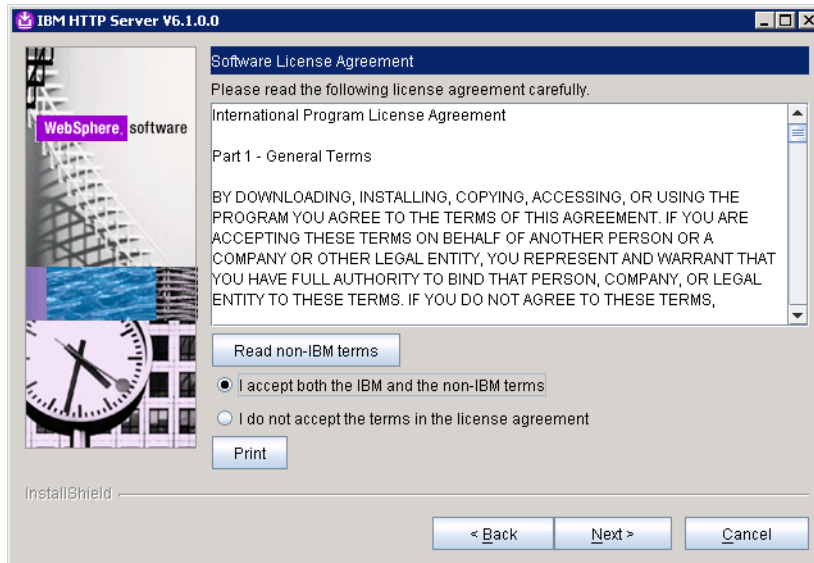 IBM HTTP Server V6.1.0.0
WebSphere. software
Software License Agreement
Please read the following license agreement carefully.
International Program License Agreement
Part 1 - General Terms
BY DOWNLOADING, INSTALLING, COPYING, ACCESSING, OR USING THE
PROGRAM YOU AGREE TO THE TERMS OF THIS AGREEMENT. IF YOU ARE
ACCEPTING THESE TERMS ON BEHALF OF ANOTHER PERSON OR A
COMPANY OR OTHER LEGAL ENTITY, YOU REPRESENT AND WARRANT THAT
YOU HAVE FULL AUTHORITY TO BIND THAT PERSON, COMPANY, OR LEGAL
ENTITY TO THESE TERMS. IF YOU DO NOT AGREE TO THESE TERMS,
Read non-IBM terms
I accept both the IBM and the non-IBM terms
I do not accept the terms in the license agreement
Print
InstallShield
< Back Next > Cancel